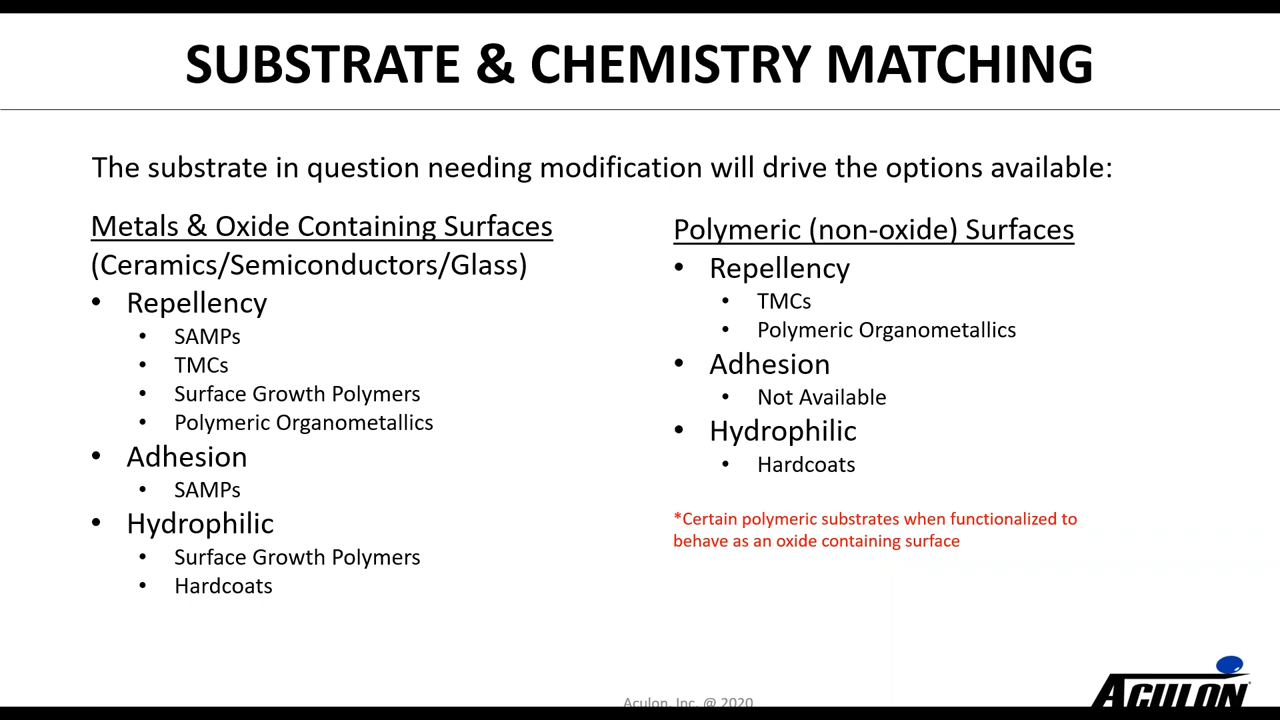 SUBSTRATE & CHEMISTRY MATCHING
The substrate in question needing modification will drive the options available:
Metals & Oxide Containing Surfaces
(Ceramics/Semiconductors/Glass)
• Repellency
• SAMPs
• TMCs
• Surface Growth Polymers
• Polymeric Organometallics
• Adhesion
• SAMPs
• Hydrophilic
• Surface Growth Polymers
• Hardcoats
Polymeric (non-oxide) Surfaces
• Repellency
• TMCs
• Polymeric Organometallics
• Adhesion
• Not Available
• Hydrophilic
• Hardcoats
*Certain polymeric substrates when functionalized to
behave as an oxide containing surface
Aculon, Inc. @ 2020
ACULON